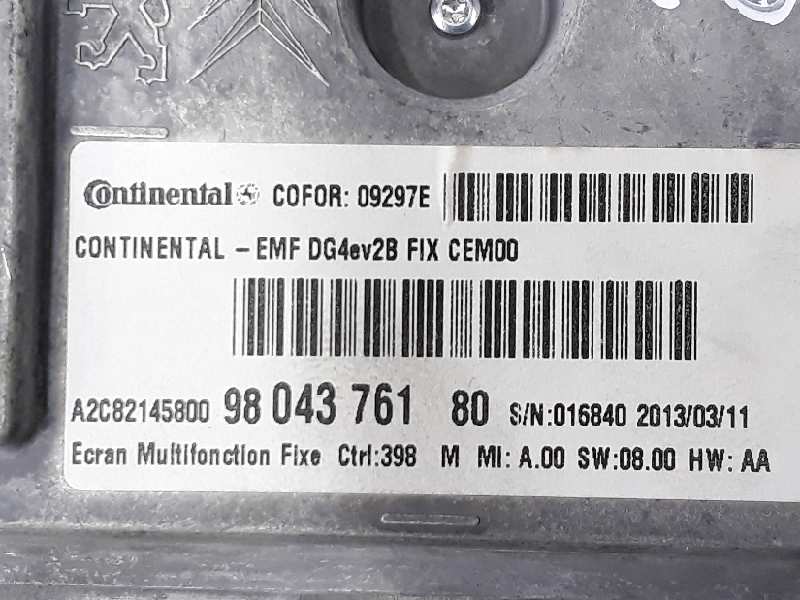 Continental COFOR: 09297E
CONTINENTAL - EMF DG4ev2B FIX CEM00
A2C82145800 98 043 761 80 S/N:016840 2013/03/11
Ecran Multifonction Fixe Ctrl:398 M MI: A.00 SW:08.00 HW: AA